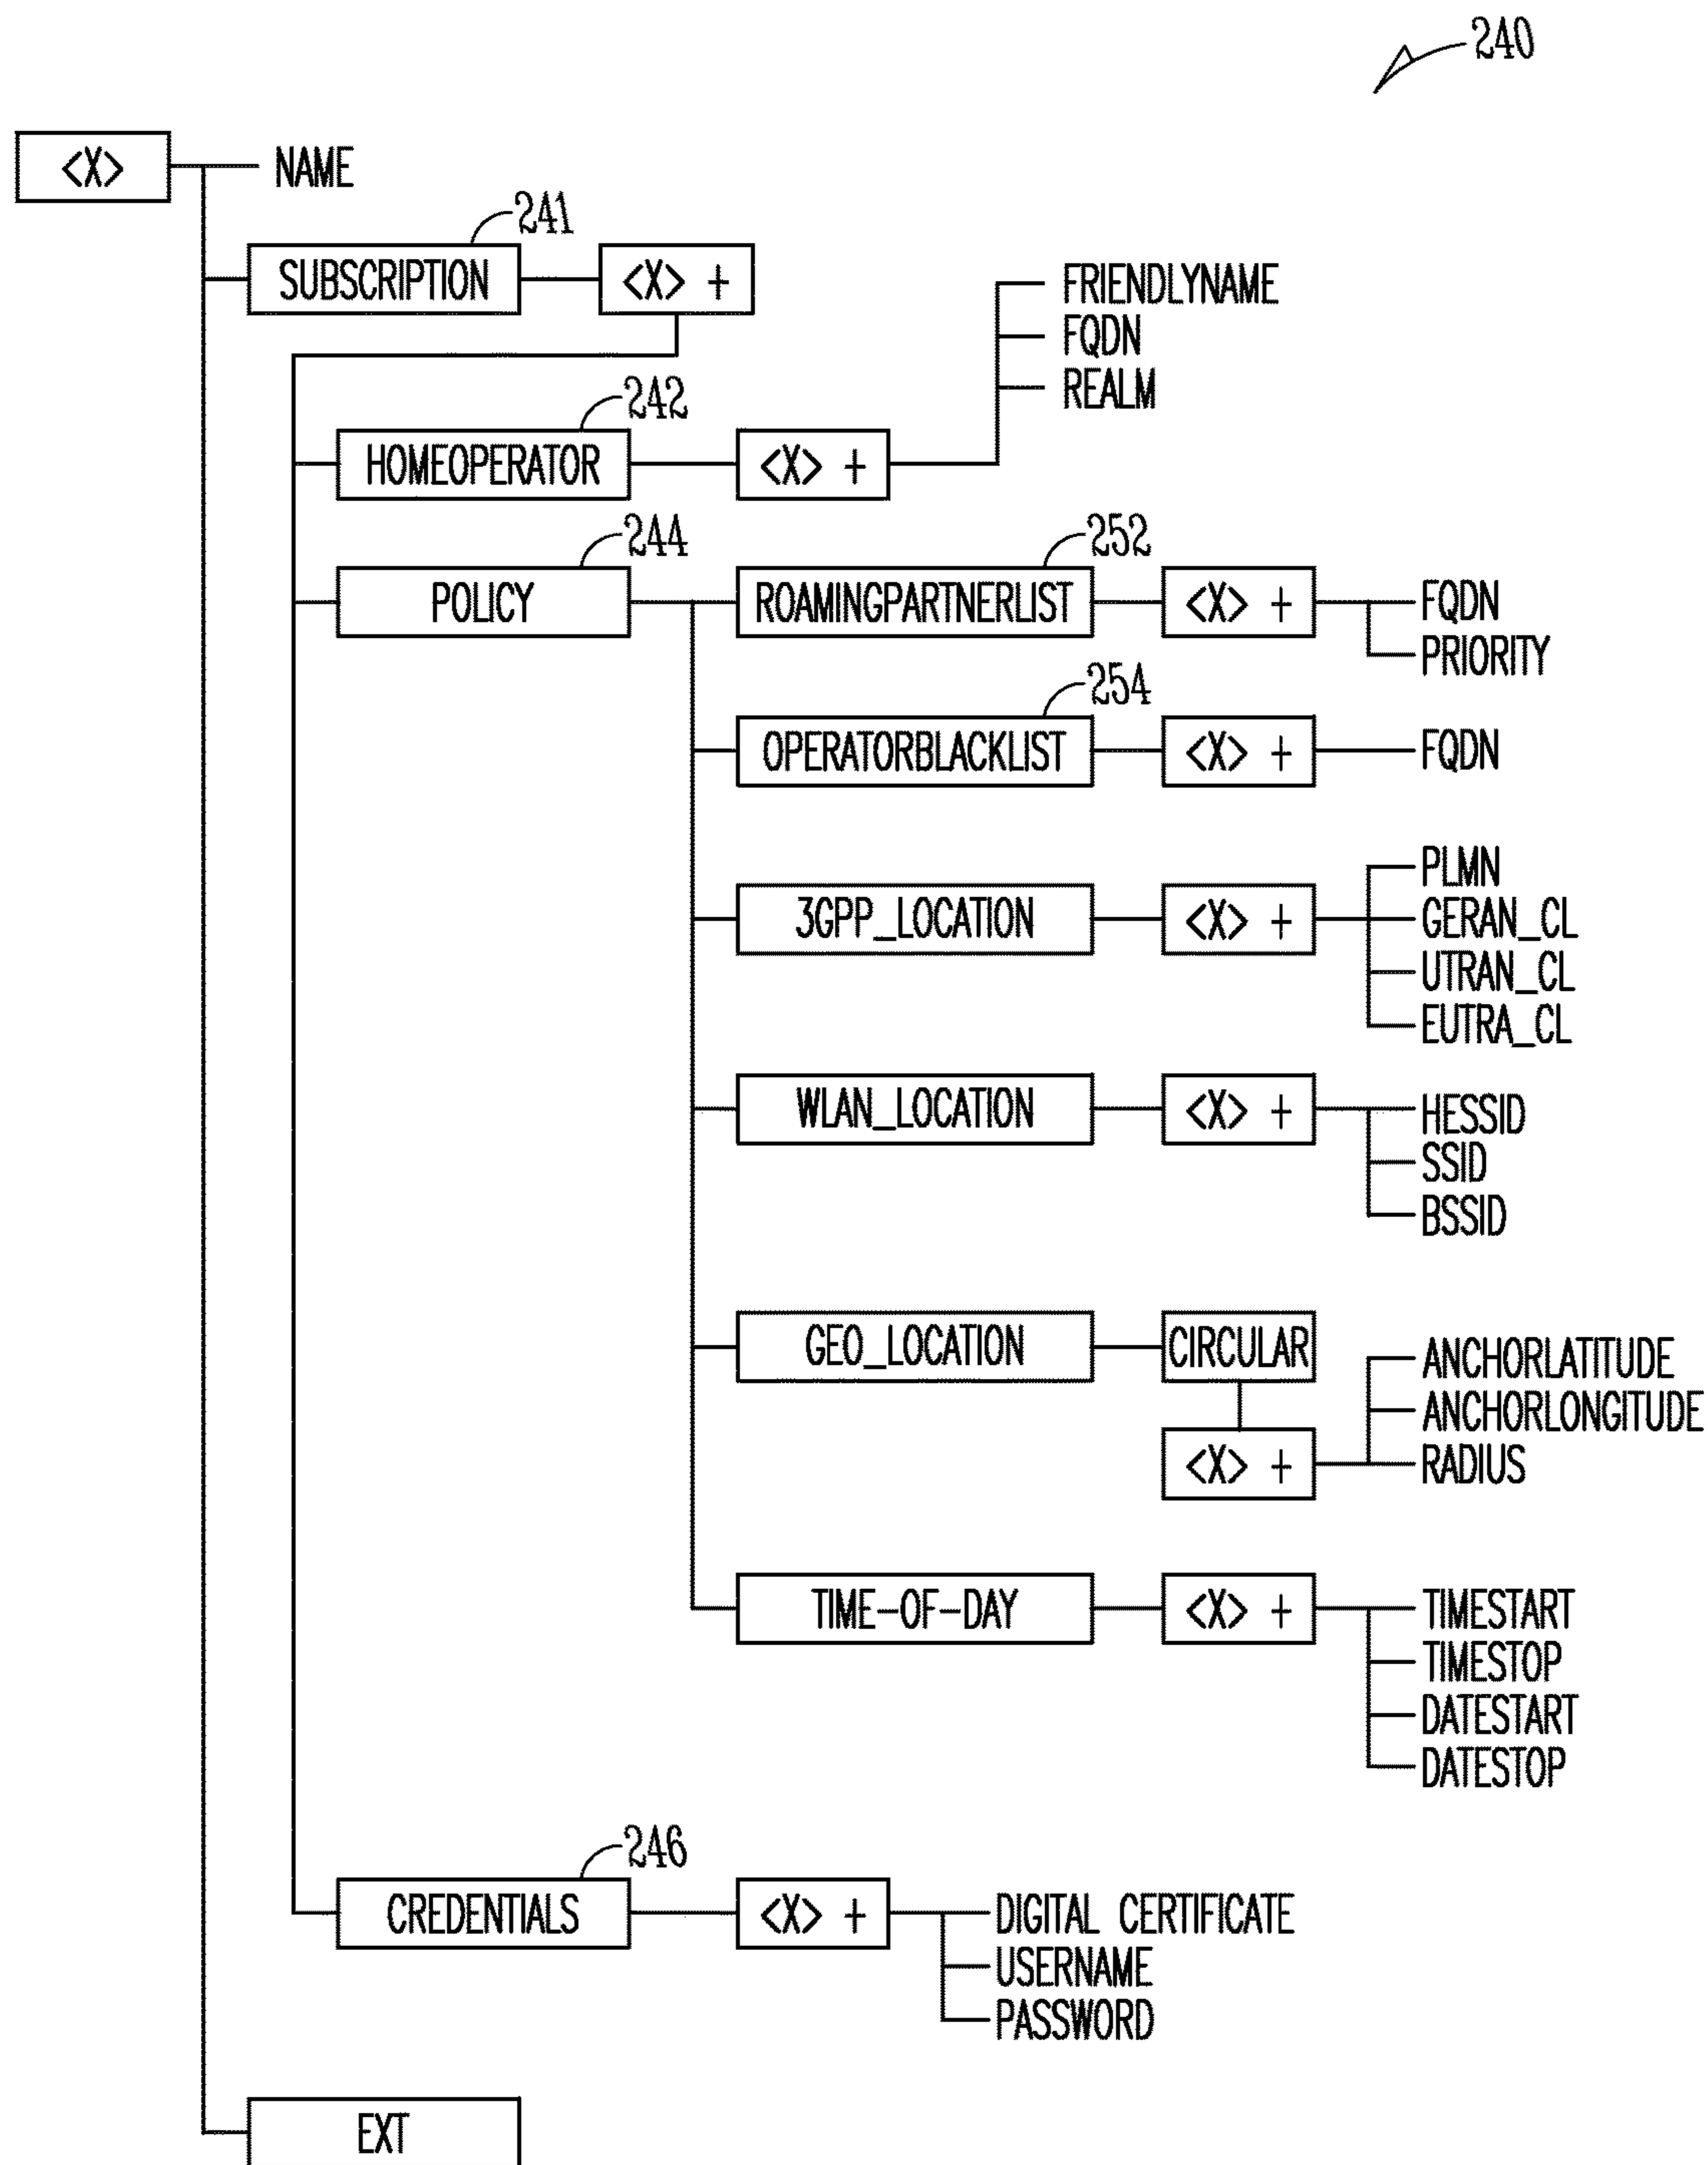 240
<X>
NAME
241
SUBSCRIPTION
<X> +
FRIENDLYNAME
FQDN
REALM
242
HOMEOPERATOR
<X> +
244
POLICY
252
ROAMINGPARTNERLIST
<X> +
FQDN
PRIORITY
254
OPERATORBLACKLIST
<X> +
FQDN
3GPP_LOCATION
<X> +
PLMN
GERAN_CL
UTRAN_CL
EUTRA_CL
WLAN_LOCATION
<X> +
HESSID
SSID
BSSID
GEO_LOCATION
CIRCULAR
<X> +
ANCHORLATITUDE
ANCHORLONGITUDE
RADIUS
TIME-OF-DAY
<X> +
TIMESTART
TIMESTOP
DATESTART
DATESTOP
246
CREDENTIALS
<X> +
DIGITAL CERTIFICATE
USERNAME
PASSWORD
EXT